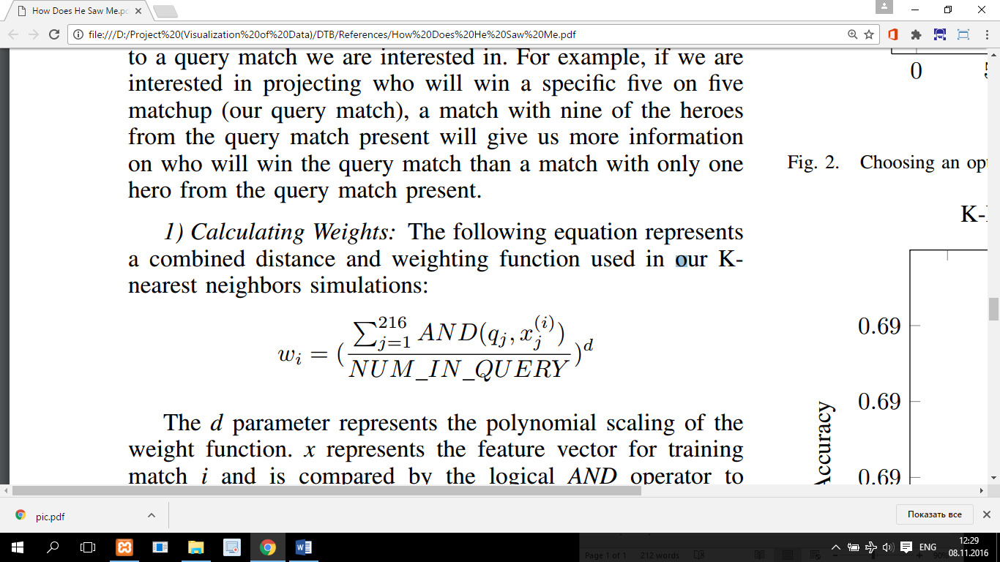 How Does He Saw Me.pd
file:///D:/Project%20(Visualization%20of%20Data)/DTB/References/How%20Does%20He%20Saw%20Me.pdf
to a query match we are interested in. For example, if we are
interested in projecting who will win a specific five on five
matchup (our query match), a match with nine of the heroes
from the query match present will give us more information
on who will win the query match than a match with only one
hero from the query match present.
1) Calculating Weights: The following equation represents
a combined distance and weighting function used in our K-
nearest neighbors simulations:
w_i = (\frac{\sum_{j=1}^{216} AND(q_j, x_j^{(i)})}{NUM\_IN\_QUERY})^d
The d parameter represents the polynomial scaling of the
weight function. x represents the feature vector for training
match i and is compared by the logical AND operator to
0
Fig. 2. Choosing an opt
K-
0.69
0.69
0.69
Accuracy
pic.pdf
Показать все
ENG
12:29
08.11.2016
Page 1 of 1 212 words
90%